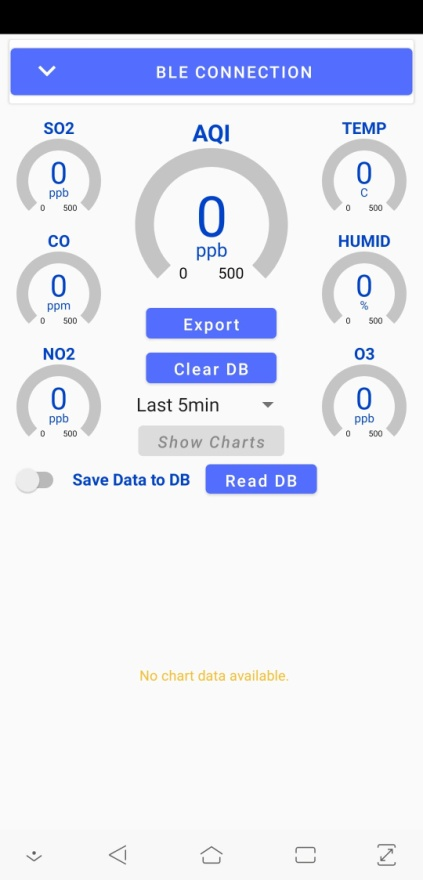 BLE CONNECTION
SO2
0
ppb
0 500
AQI
0
ppb
0 500
TEMP
0
C
0 500
CO
0
ppm
0 500
HUMID
0
%
0 500
NO2
0
ppb
0 500
O3
0
ppb
0 500
Export
Clear DB
Last 5min
Show Charts
Save Data to DB
Read DB
No chart data available.